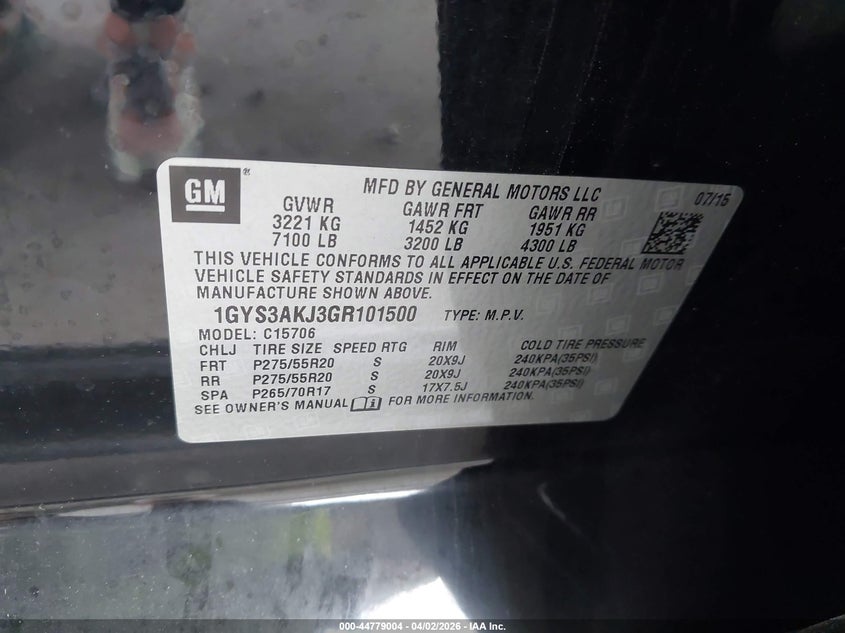 GM ®
MFD BY GENERAL MOTORS LLC
07/15
GVWR GAWR FRT GAWR RR
3221 KG 1452 KG 1951 KG
7100 LB 3200 LB 4300 LB
THIS VEHICLE CONFORMS TO ALL APPLICABLE U.S. FEDERAL MOTOR
VEHICLE SAFETY STANDARDS IN EFFECT ON THE DATE OF
MANUFACTURE SHOWN ABOVE.
1GYS3AKJ3GR101500 TYPE: M.P.V.
MODEL: C15706
CHLJ TIRE SIZE SPEED RTG RIM COLD TIRE PRESSURE
FRT P275/55R20 S 20X9J 240KPA(35PSI)
RR P275/55R20 S 20X9J 240KPA(35PSI)
SPA P265/70R17 S 17X7.5J 240KPA(35PSI)
SEE OWNER'S MANUAL FOR MORE INFORMATION.
000-44779004 | 04/02/2026 | IAA Inc.